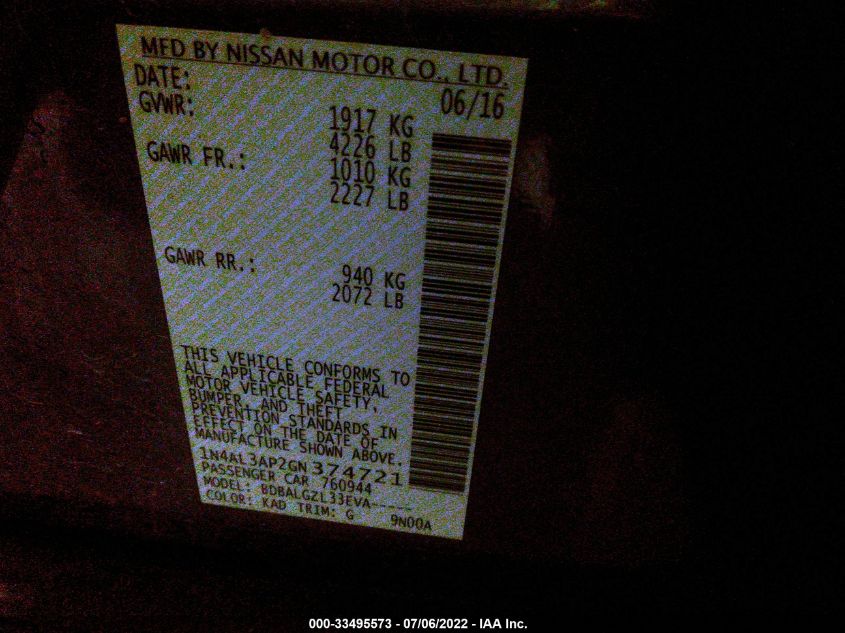 MFD BY NISSAN MOTOR CO., LTD.
DATE: 06/16
GVWR: 1917 KG
4226 LB
GAWR FR.: 1010 KG
2227 LB
GAWR RR.: 940 KG
2072 LB
THIS VEHICLE CONFORMS TO
ALL APPLICABLE FEDERAL
MOTOR VEHICLE SAFETY,
BUMPER, AND THEFT
PREVENTION STANDARDS IN
EFFECT ON THE DATE OF
MANUFACTURE SHOWN ABOVE.
1N4AL3AP2GN374721
PASSENGER CAR 760944
MODEL: BDBALGZL33EVA-----
COLOR: KAD TRIM: G 9N00A
000-33495573 - 07/06/2022 - IAA Inc.